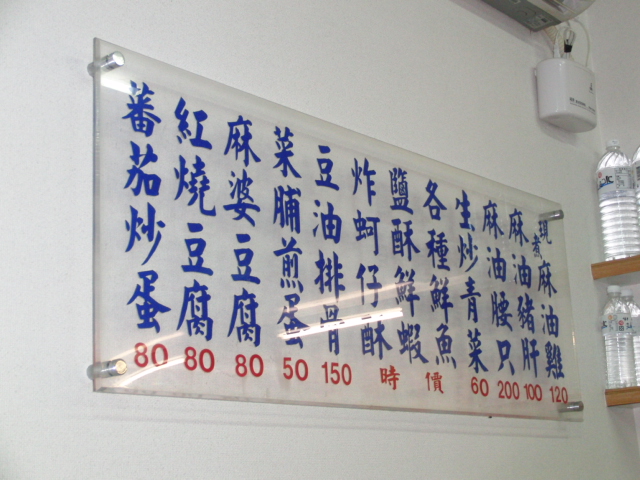 蕃茄炒蛋
80
紅燒豆腐
80
麻婆豆腐
80
菜脯煎蛋
50
豆油排骨
150
炸蚵仔酥
鹽酥鮮蝦
各種鮮魚
時價
生炒青菜
60
麻油腰只
200
麻油豬肝
100
現煮麻油雞
120